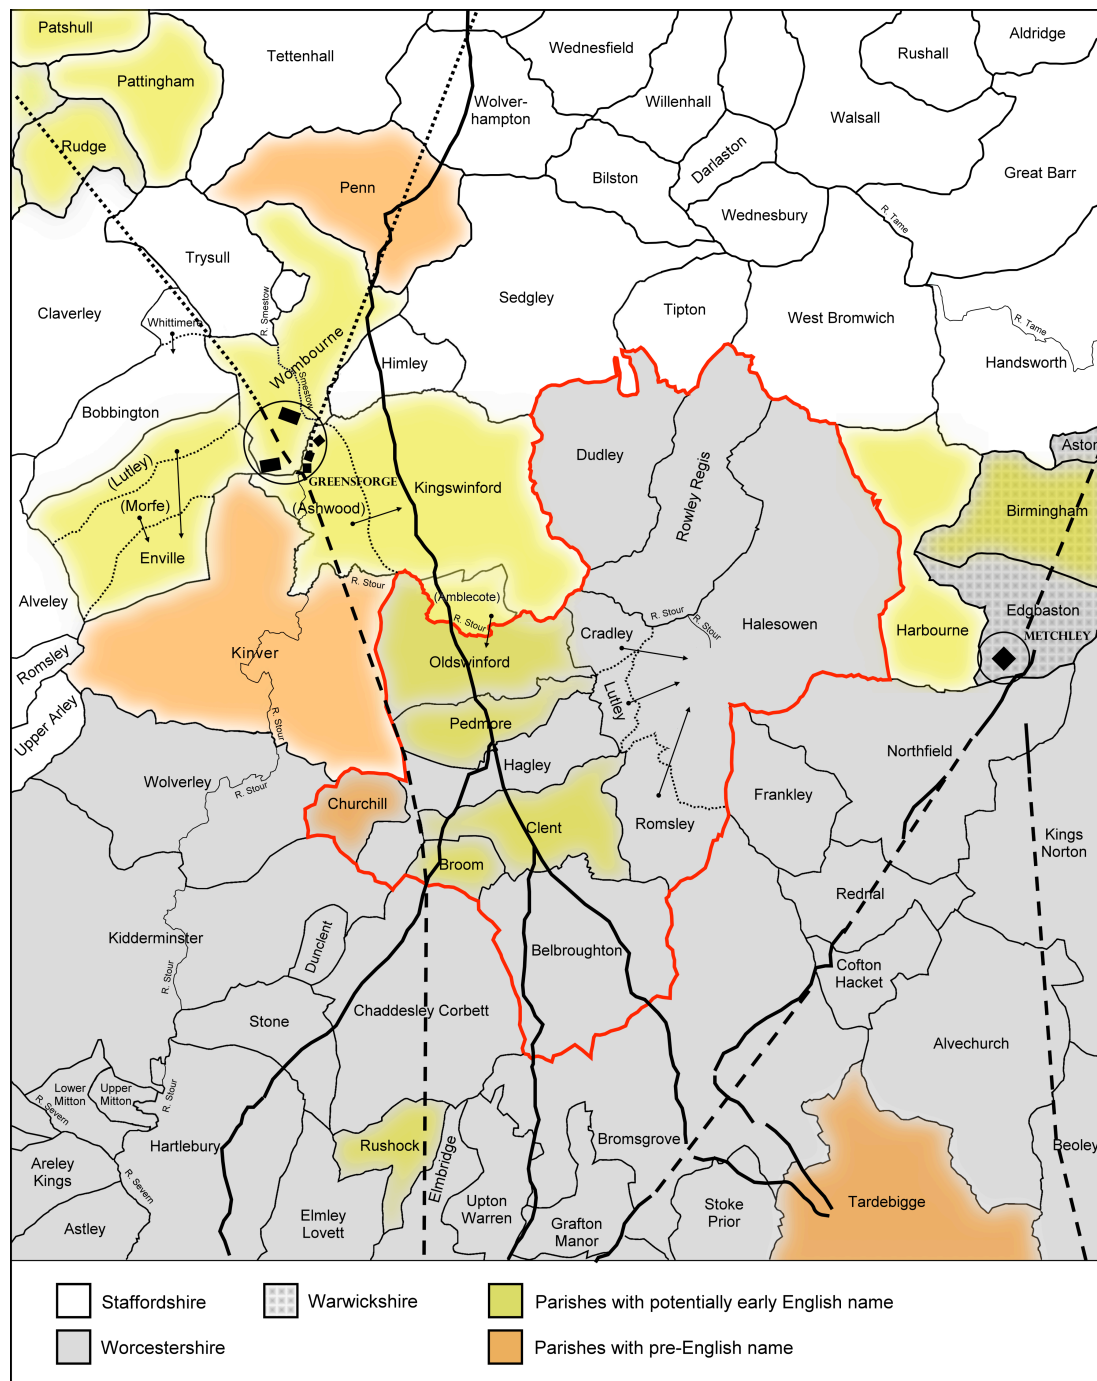 Patshull
Pattingham
Rudge
Tettenhall
Wolver-
hampton
Wednesfield
Willenhall
Rushall
Aldridge
Walsall
Darlaston
Bilston
Wednesbury
Great Barr
R. Tame
Penn
Trysull
Claverley
Whittimere
R. Smestow
Sedgley
Tipton
West Bromwich
R. Tame
Handsworth
Wombourne
Smestow
Himley
Bobbington
Dudley
Rowley Regis
Aston
(Lutley)
GREENSFORGE
Kingswinford
(Morfe)
(Ashwood)
Birmingham
Enville
Alveley
R. Stour
(Amblecote)
R. Stour
R. Stour
R. Stour
Edgbaston
METCHLEY
Romsley
Kinver
Oldswinford
Cradley
Halesowen
Harbourne
Upper Arley
R. Stour
Pedmore
Lutley
Wolverley
R. Stour
Hagley
Northfield
Churchill
Clent
Romsley
Frankley
Kings
Norton
Broom
Rednal
Kidderminster
Dunclent
Belbroughton
R. Stour
Cofton
Hacket
Stone
Chaddesley Corbett
Alvechurch
Lower
Mitton
Upper
Mitton
R. Stour
R. Severn
Hartlebury
Rushock
Elmbridge
Bromsgrove
Beoley
Areley
Kings
R. Severn
Astley
Elmley
Lovett
Upton
Warren
Grafton
Manor
Stoke
Prior
Tardebigge
Staffordshire
Warwickshire
Parishes with potentially early English name
Worcestershire
Parishes with pre-English name